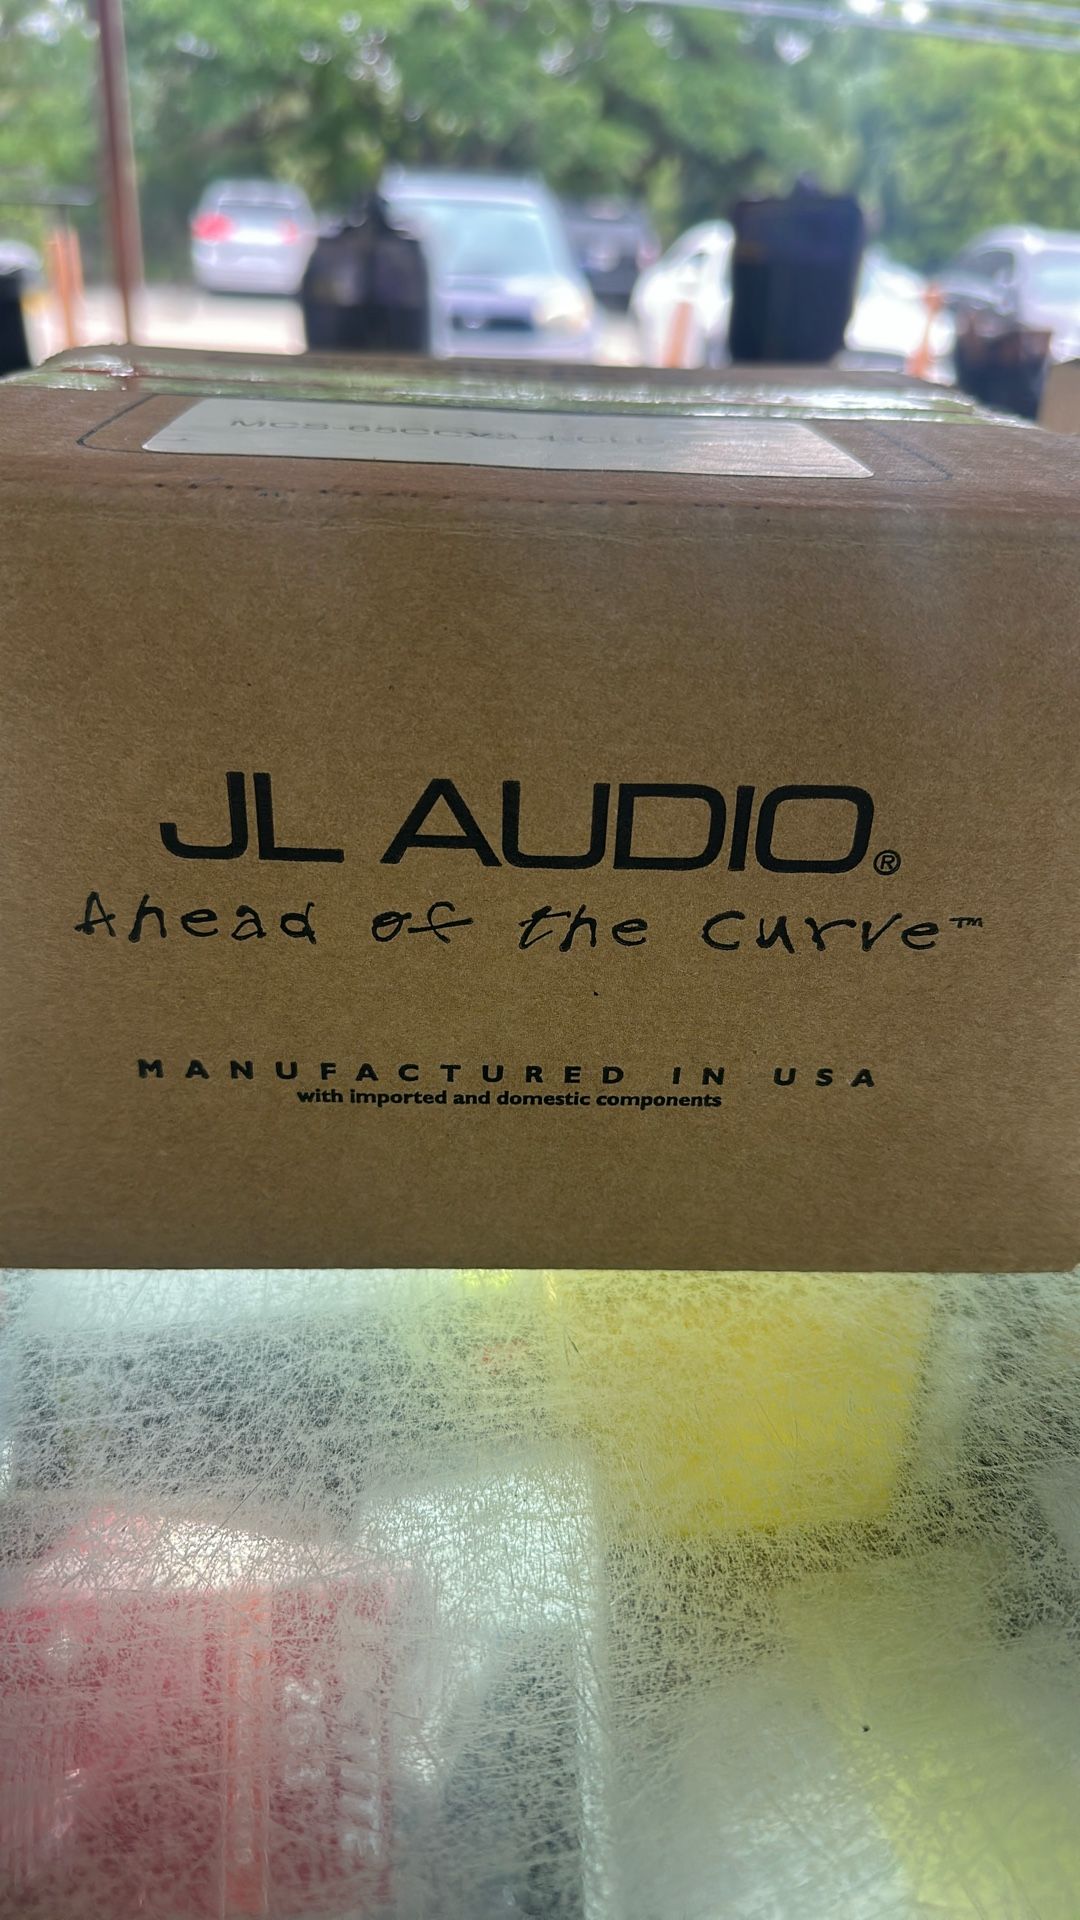 JL AUDIO®
Ahead of the Curve™
MANUFACTURED IN USA
with imported and domestic components